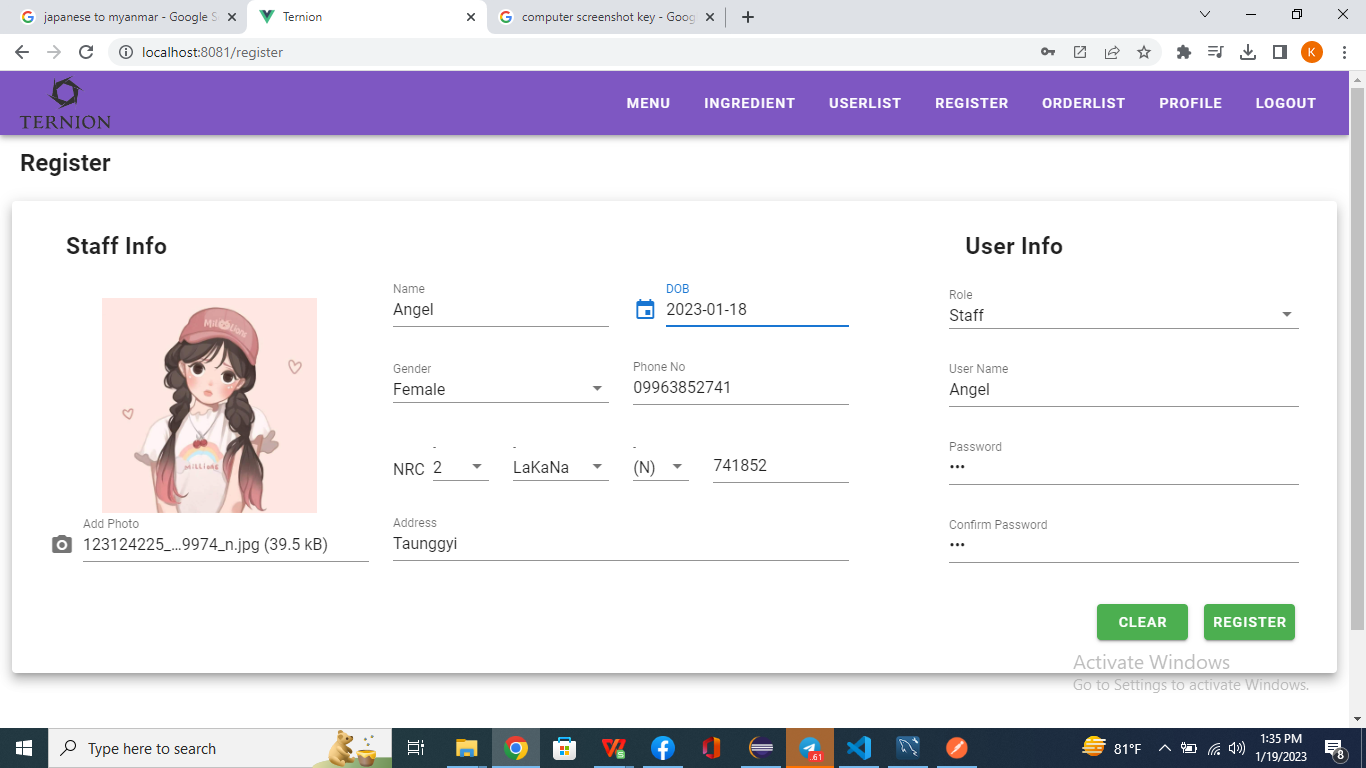 japanese to myanmar - Google S
Ternion
computer screenshot key - Goog
localhost:8081/register
K
TERNION
MENU
INGREDIENT
USERLIST
REGISTER
ORDERLIST
PROFILE
LOGOUT
Register
Staff Info
User Info
Name
Angel
DOB
2023-01-18
Role
Staff
Gender
Female
Phone No
09963852741
User Name
Angel
NRC
-
2
-
LaKaNa
-
(N)
741852
Password
•••
Add Photo
123124225_...9974_n.jpg (39.5 kB)
Address
Taunggyi
Confirm Password
•••
CLEAR
REGISTER
Activate Windows
Go to Settings to activate Windows.
Type here to search
.61
81°F
1:35 PM
1/19/2023
8